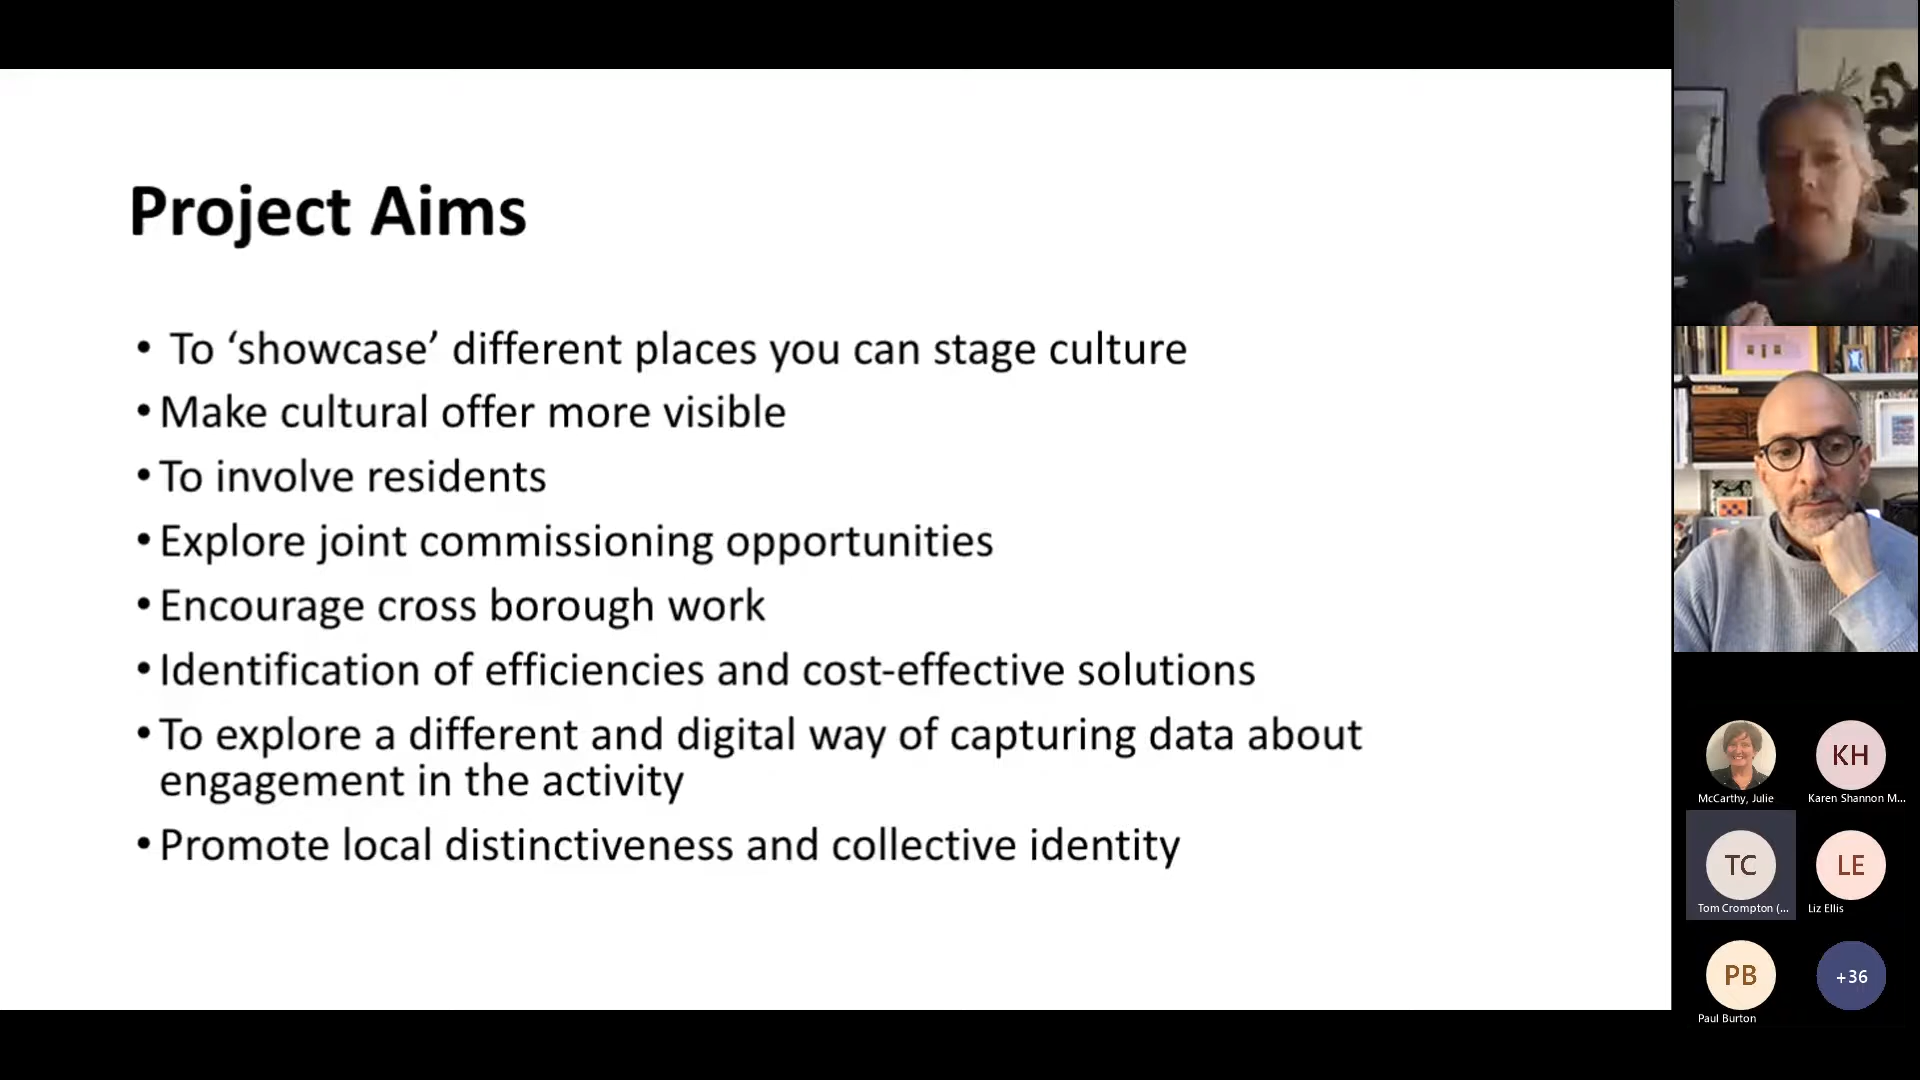 Project Aims
• To ‘showcase’ different places you can stage culture
• Make cultural offer more visible
• To involve residents
• Explore joint commissioning opportunities
• Encourage cross borough work
• Identification of efficiencies and cost-effective solutions
• To explore a different and digital way of capturing data about
engagement in the activity
• Promote local distinctiveness and collective identity
McCarthy, Julie
KH
Karen Shannon M...
TC
Tom Crompton (...
LE
Liz Ellis
PB
Paul Burton
+36